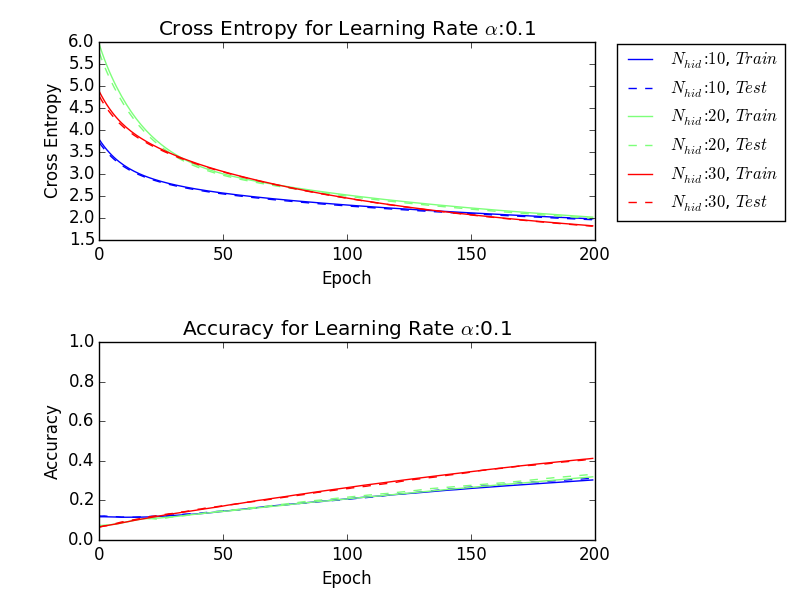 Cross Entropy for Learning Rate α:0.1
6.0
5.5
5.0
4.5
4.0
3.5
3.0
2.5
2.0
1.5
Cross Entropy
0 50 100 150 200
Epoch
N_hid:10, Train
N_hid:10, Test
N_hid:20, Train
N_hid:20, Test
N_hid:30, Train
N_hid:30, Test
Accuracy for Learning Rate α:0.1
1.0
0.8
0.6
0.4
0.2
0.0
Accuracy
0 50 100 150 200
Epoch